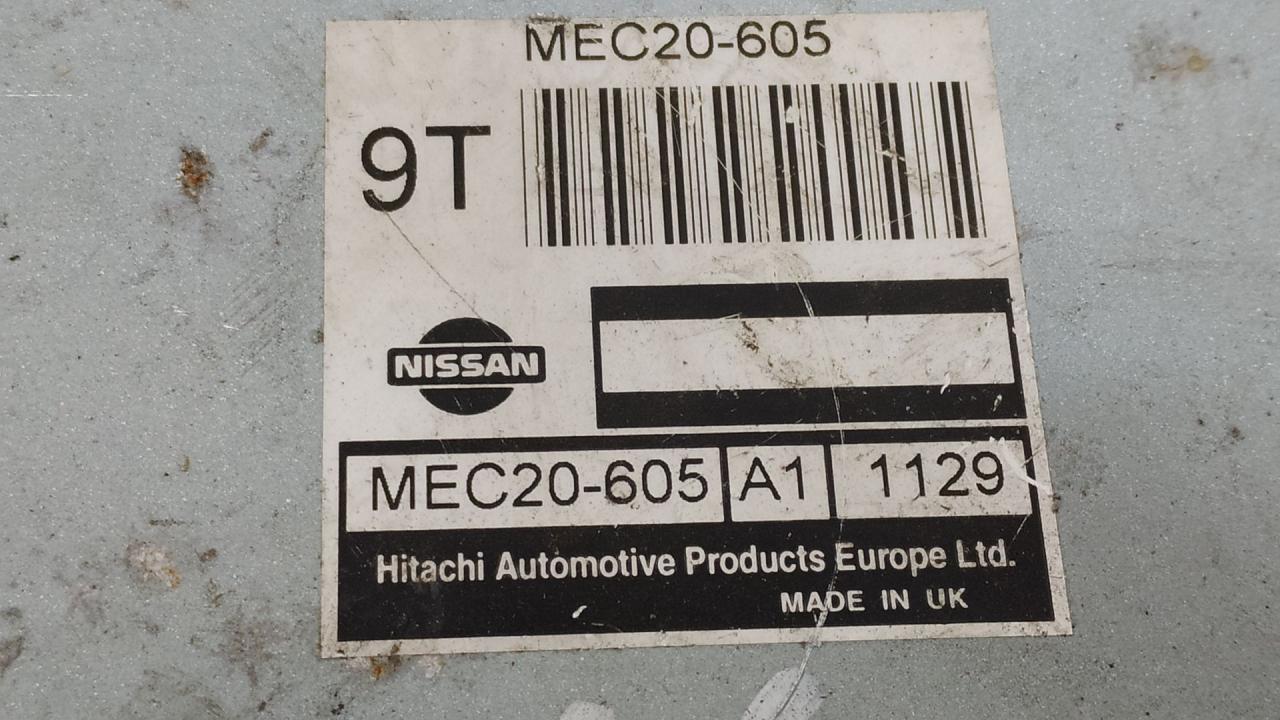 MEC20-605
9T
NISSAN
MEC20-605 A1 1129
Hitachi Automotive Products Europe Ltd.
MADE IN UK